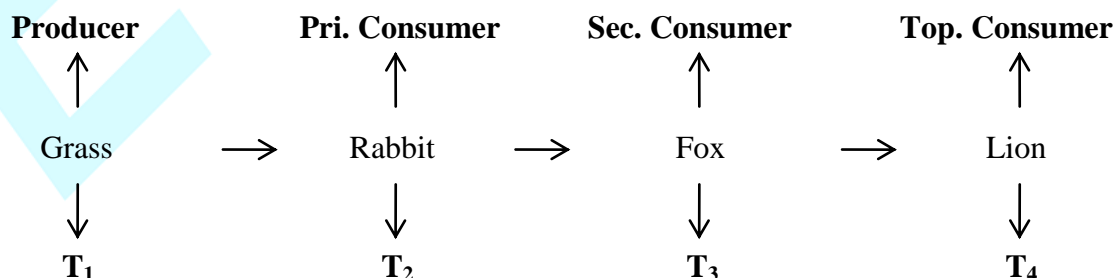 Producer Pri. Consumer Sec. Consumer Top. Consumer
Grass Rabbit Fox Lion
T₁ T₂ T₃ T₄